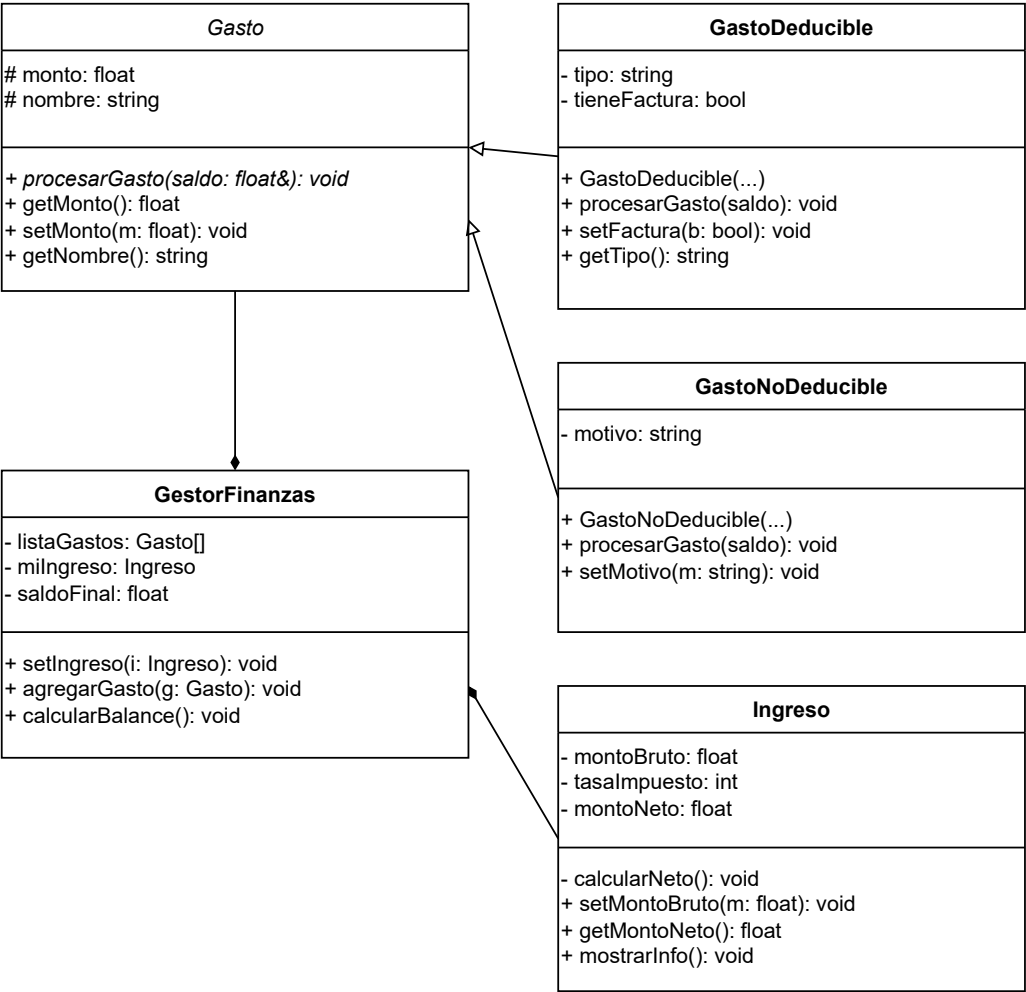 Gasto
# monto: float
# nombre: string
+ procesarGasto(saldo: float&): void
+ getMonto(): float
+ setMonto(m: float): void
+ getNombre(): string
GastoDeducible
- tipo: string
- tieneFactura: bool
+ GastoDeducible(...)
+ procesarGasto(saldo): void
+ setFactura(b: bool): void
+ getTipo(): string
GastoNoDeducible
- motivo: string
+ GastoNoDeducible(...)
+ procesarGasto(saldo): void
+ setMotivo(m: string): void
GestorFinanzas
- listaGastos: Gasto[]
- miIngreso: Ingreso
- saldoFinal: float
+ setIngreso(i: Ingreso): void
+ agregarGasto(g: Gasto): void
+ calcularBalance(): void
Ingreso
- montoBruto: float
- tasaImpuesto: int
- montoNeto: float
- calcularNeto(): void
+ setMontoBruto(m: float): void
+ getMontoNeto(): float
+ mostrarInfo(): void